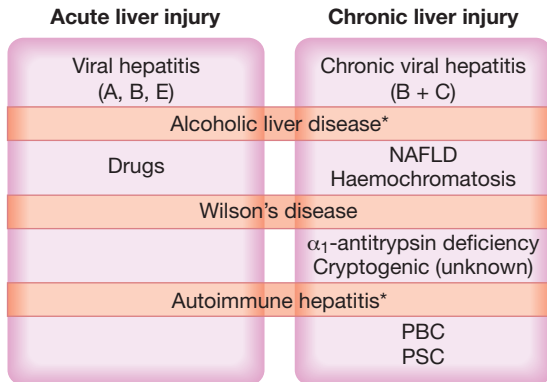 Acute liver injury
Chronic liver injury
Viral hepatitis
(A, B, E)
Chronic viral hepatitis
(B + C)
Alcoholic liver disease*
Drugs
NAFLD
Haemochromatosis
Wilson's disease
α1-antitrypsin deficiency
Cryptogenic (unknown)
Autoimmune hepatitis*
PBC
PSC